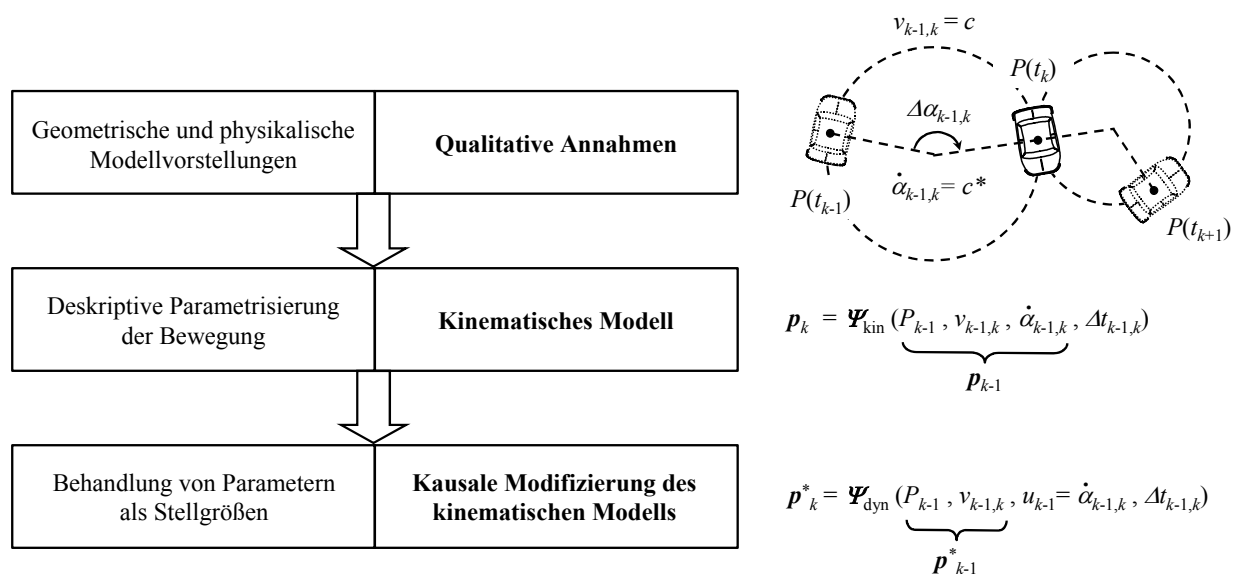 v_{k-1,k} = c
P(t_k)
Δα_{k-1,k}
α̇_{k-1,k} = c*
P(t_{k-1})
P(t_{k+1})
Geometrische und physikalische
Modellvorstellungen
Qualitative Annahmen
Deskriptive Parametrisierung
der Bewegung
Kinematisches Modell
p_k = Ψ_kin (P_{k-1} , v_{k-1,k} , α̇_{k-1,k} , Δt_{k-1,k})
p_{k-1}
Behandlung von Parametern
als Stellgrößen
Kausale Modifizierung des
kinematischen Modells
p*_k = Ψ_dyn (P_{k-1} , v_{k-1,k} , u_{k-1} = α̇_{k-1,k} , Δt_{k-1,k})
p*_{k-1}